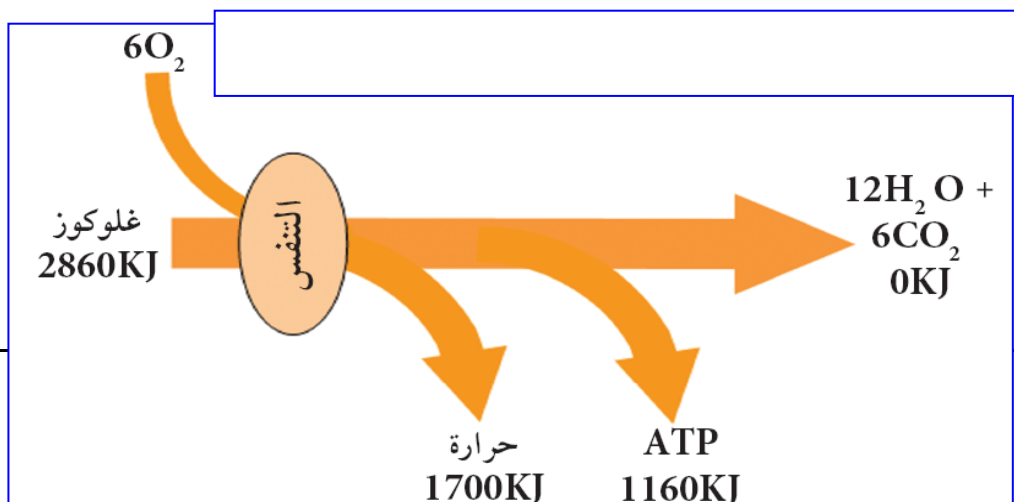 6O₂
غلوكوز
2860KJ
التنفس
12H₂O +
6CO₂
0KJ
حرارة
1700KJ
ATP
1160KJ